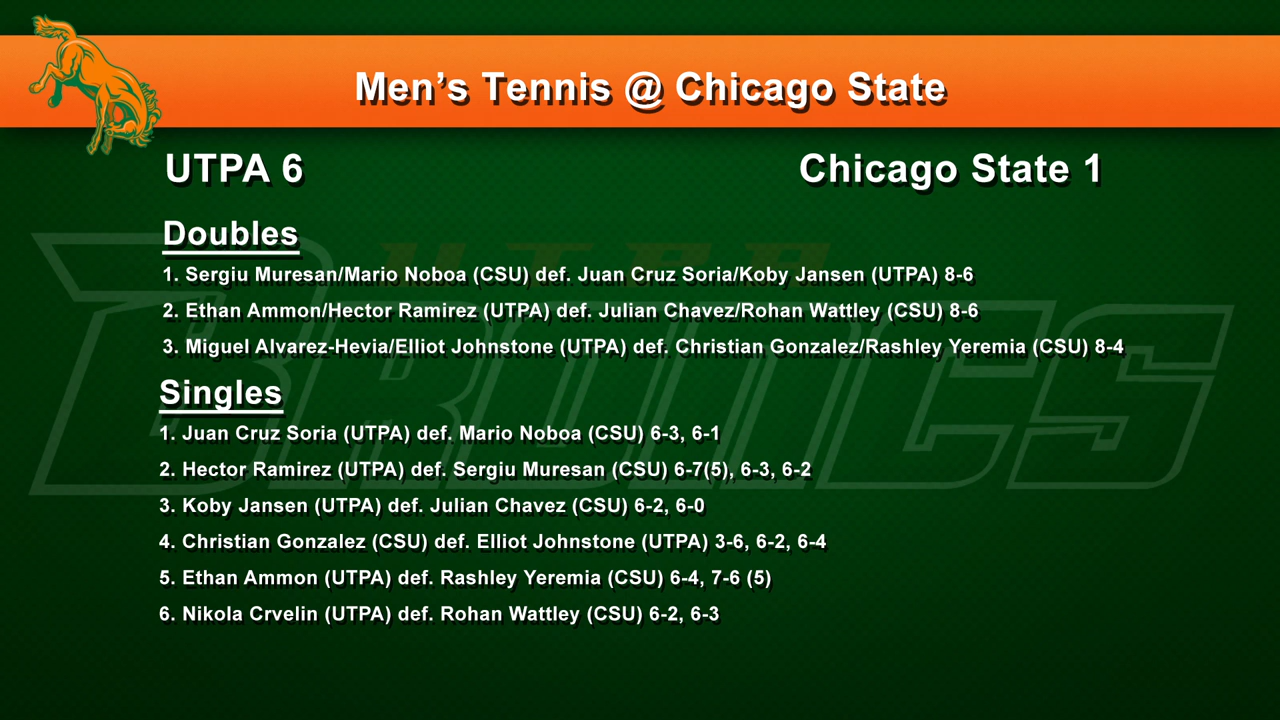 Men's Tennis @ Chicago State
UTPA 6
Chicago State 1
UTPA
BRONCS
Doubles
1. Sergiu Muresan/Mario Noboa (CSU) def. Juan Cruz Soria/Koby Jansen (UTPA) 8-6
2. Ethan Ammon/Hector Ramirez (UTPA) def. Julian Chavez/Rohan Wattley (CSU) 8-6
3. Miguel Alvarez-Hevia/Elliot Johnstone (UTPA) def. Christian Gonzalez/Rashley Yeremia (CSU) 8-4
Singles
1. Juan Cruz Soria (UTPA) def. Mario Noboa (CSU) 6-3, 6-1
2. Hector Ramirez (UTPA) def. Sergiu Muresan (CSU) 6-7(5), 6-3, 6-2
3. Koby Jansen (UTPA) def. Julian Chavez (CSU) 6-2, 6-0
4. Christian Gonzalez (CSU) def. Elliot Johnstone (UTPA) 3-6, 6-2, 6-4
5. Ethan Ammon (UTPA) def. Rashley Yeremia (CSU) 6-4, 7-6 (5)
6. Nikola Crvelin (UTPA) def. Rohan Wattley (CSU) 6-2, 6-3